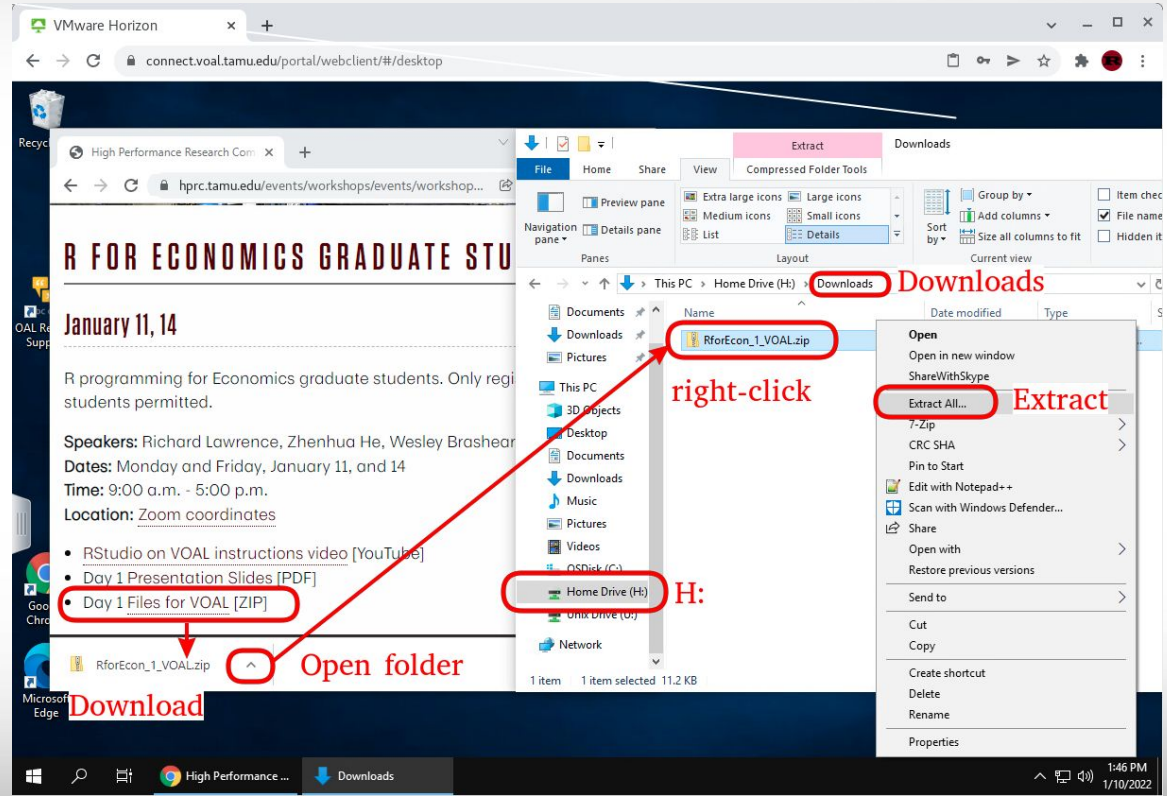 VMware Horizon
connect.voal.tamu.edu/portal/webclient/#/desktop
High Performance Research Com
hprc.tamu.edu/events/workshops/events/workshop...
R FOR ECONOMICS GRADUATE STU
January 11, 14
R programming for Economics graduate students. Only regi
students permitted.
Speakers: Richard Lawrence, Zhenhua He, Wesley Brashear
Dates: Monday and Friday, January 11, and 14
Time: 9:00 a.m. - 5:00 p.m.
Location: Zoom coordinates
RStudio on VOAL instructions video [YouTube]
Day 1 Presentation Slides [PDF]
Day 1 Files for VOAL [ZIP]
RforEcon_1_VOAL.zip
Open folder
Download
Recyc
OAL Re
Supp
Goo
Chro
Microsoft
Edge
Extract
Downloads
File Home Share View Compressed Folder Tools
Navigation
pane
Preview pane
Details pane
Panes
Extra large icons Large icons
Medium icons Small icons
List Details
Layout
Sort
by
Group by
Add columns
Size all columns to fit
Current view
Item chec
File name
Hidden it
This PC Home Drive (H:) Downloads
Downloads
Documents
Downloads
Pictures
This PC
3D Objects
Desktop
Documents
Downloads
Music
Pictures
Videos
OSDisk (C:)
Home Drive (H:)
Unix Drive (U:)
Network
H:
Name Date modified Type S
RforEcon_1_VOAL.zip
right-click
Open
Open in new window
ShareWithSkype
Extract All...
Extract
7-Zip
CRC SHA
Pin to Start
Edit with Notepad++
Scan with Windows Defender...
Share
Open with
Restore previous versions
Send to
Cut
Copy
Create shortcut
Delete
Rename
Properties
1 item 1 item selected 11.2 KB
High Performance ...
Downloads
1:46 PM
1/10/2022